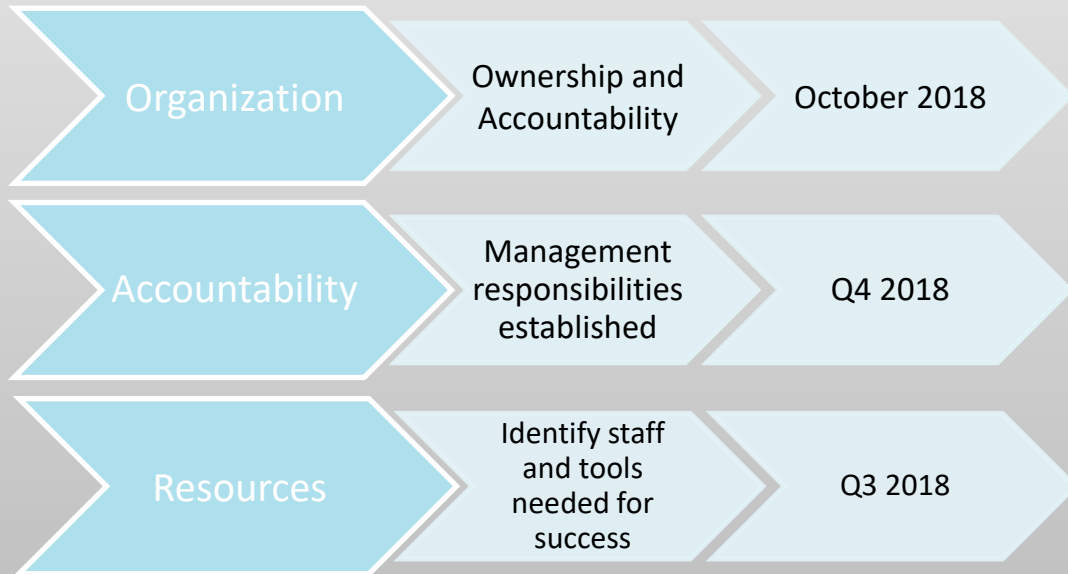 Organization
Ownership and
Accountability
October 2018
Accountability
Management
responsibilities
established
Q4 2018
Resources
Identify staff
and tools
needed for
success
Q3 2018